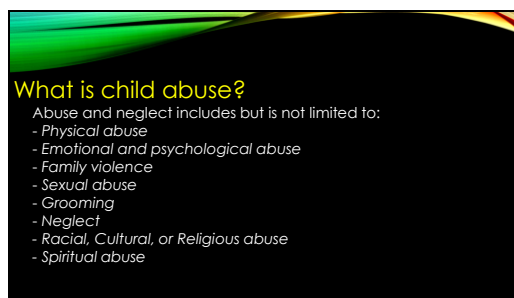 What is child abuse?
Abuse and neglect includes but is not limited to:
- Physical abuse
- Emotional and psychological abuse
- Family violence
- Sexual abuse
- Grooming
- Neglect
- Racial, Cultural, or Religious abuse
- Spiritual abuse